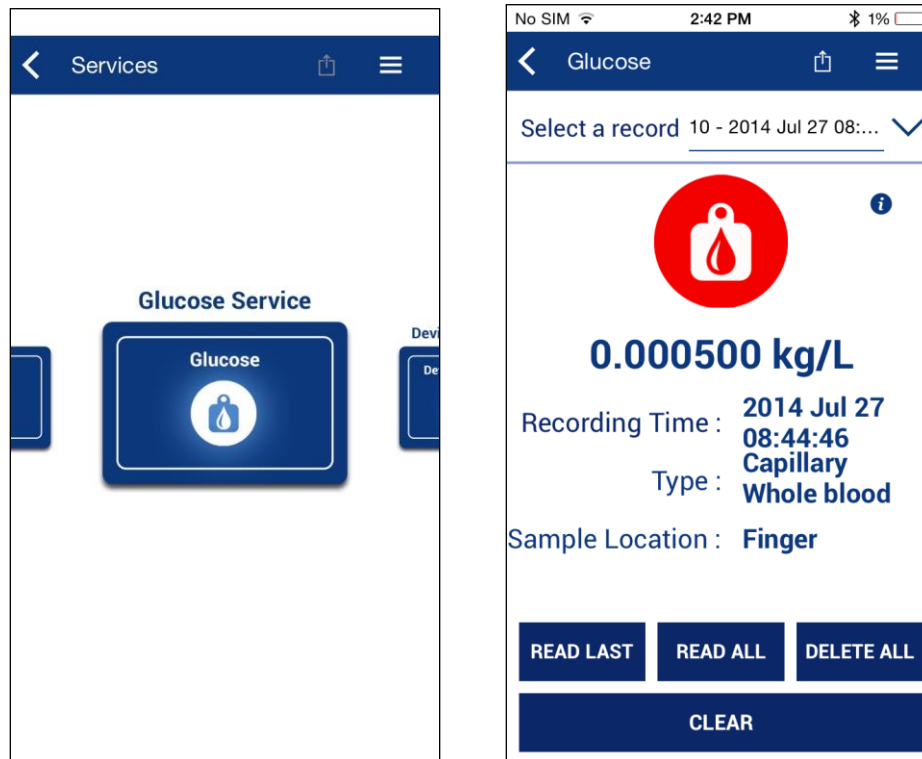 Services
Glucose Service
Glucose
Devi
De
No SIM 2:42 PM 1%
Glucose
Select a record 10 - 2014 Jul 27 08:...
0.000500 kg/L
Recording Time : 2014 Jul 27
08:44:46
Type : Capillary
Whole blood
Sample Location : Finger
READ LAST READ ALL DELETE ALL
CLEAR